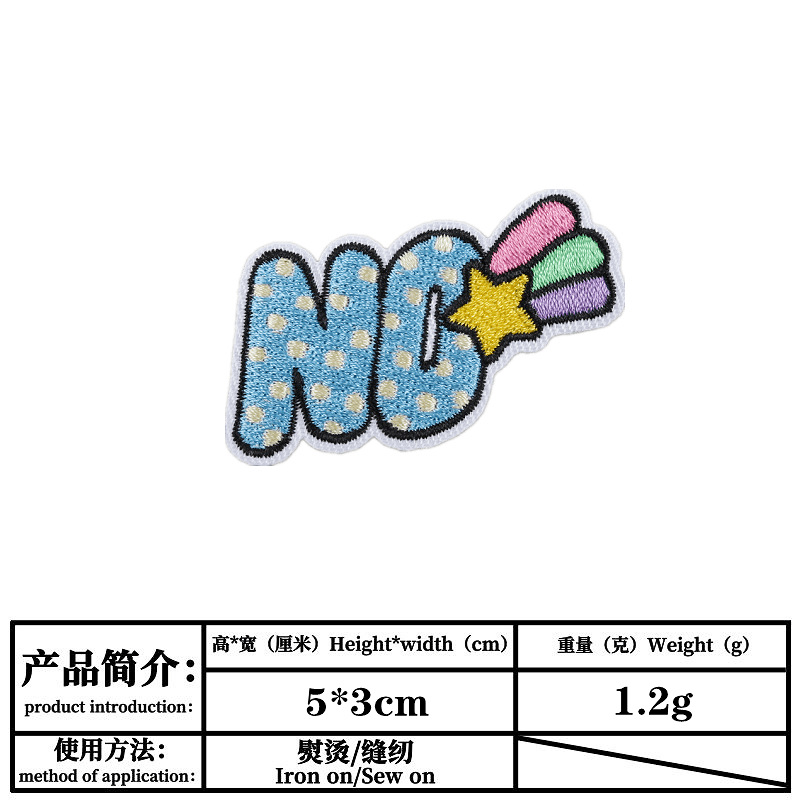 NO
产品简介：
product introduction：
高*宽（厘米）Height*width（cm）
重量（克）Weight（g）
5*3cm
1.2g
使用方法：
method of application：
熨烫/缝纫
Iron on/Sew on